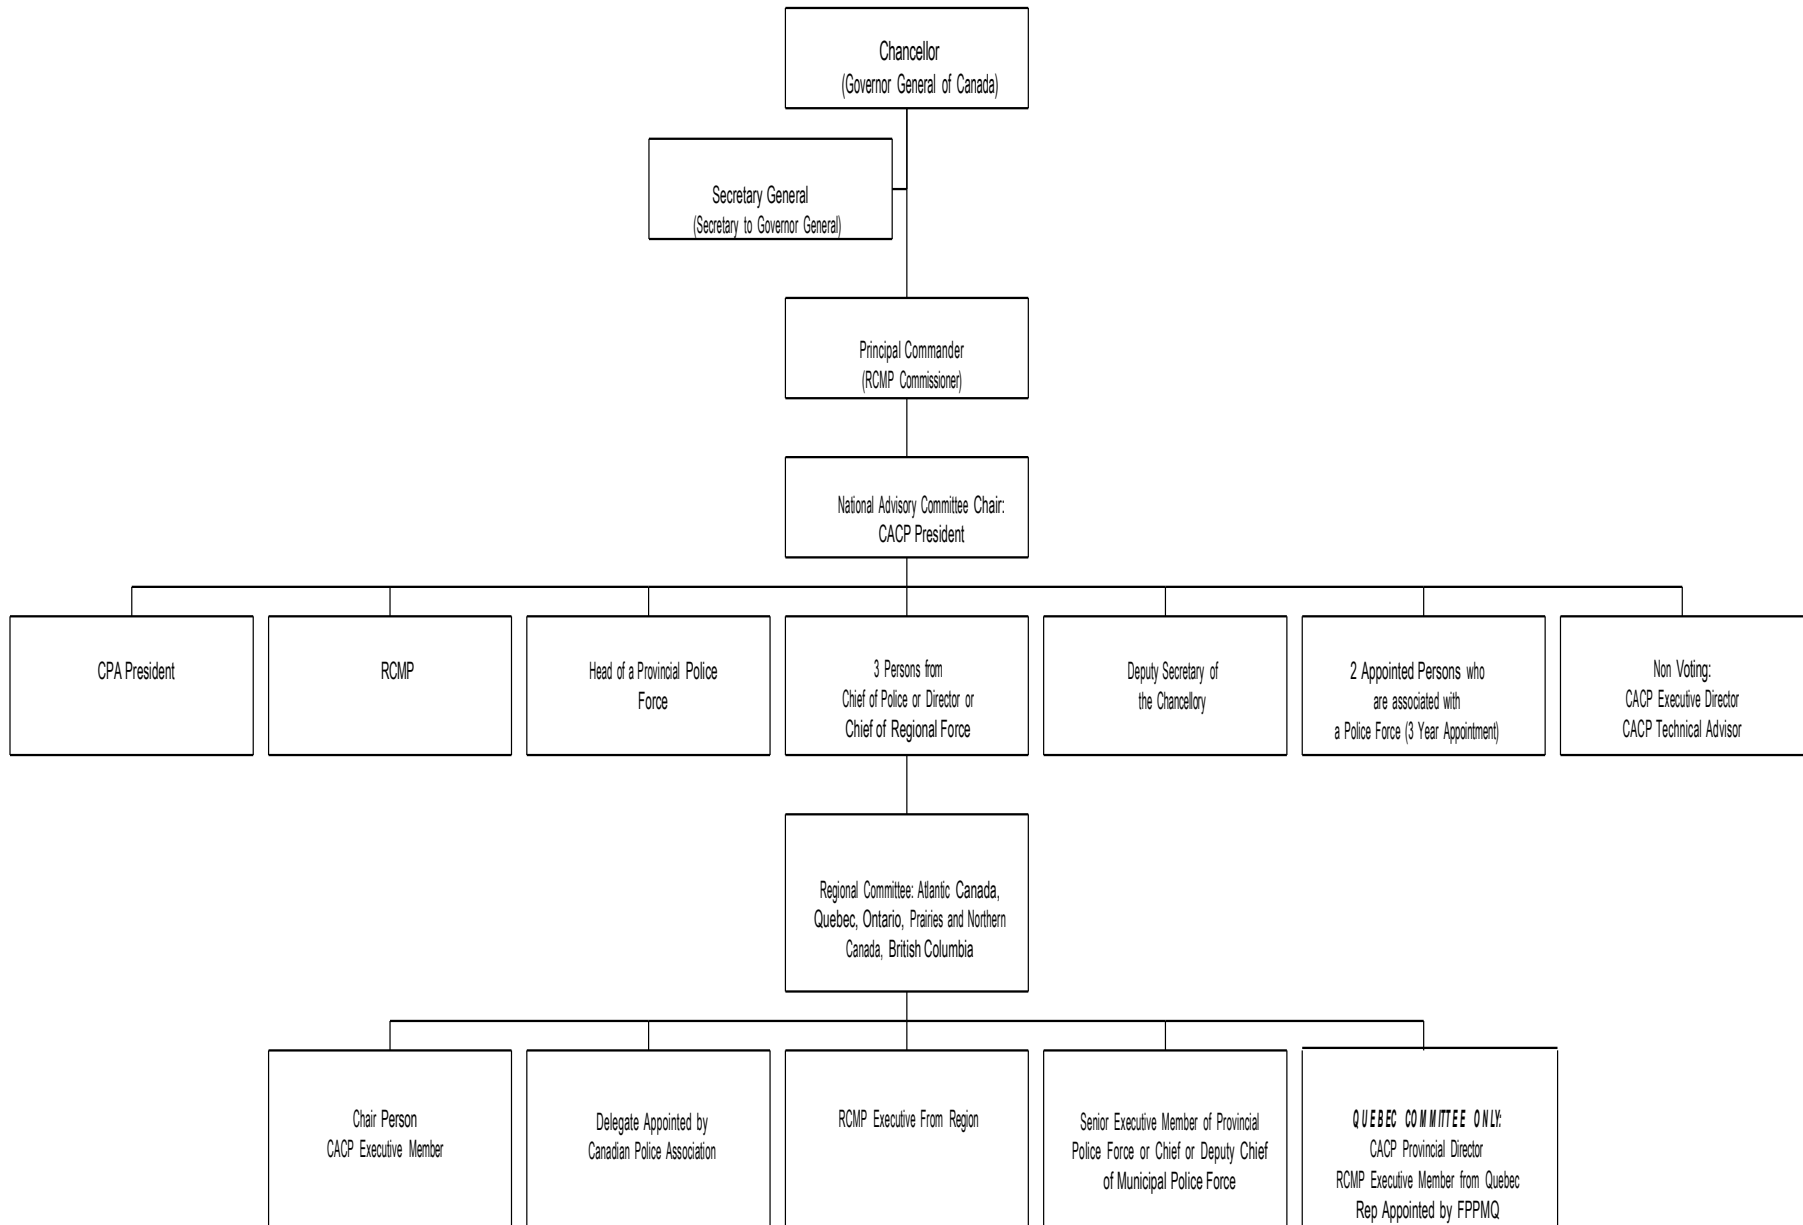 Chancellor
(Governor General of Canada)
Secretary General
(Secretary to Governor General)
Principal Commander
(RCMP Commissioner)
National Advisory Committee Chair:
CACP President
CPA President
RCMP
Head of a Provincial Police
Force
3 Persons from
Chief of Police or Director or
Chief of Regional Force
Deputy Secretary of
the Chancellory
2 Appointed Persons who
are associated with
a Police Force (3 Year Appointment)
Non Voting:
CACP Executive Director
CACP Technical Advisor
Regional Committee: Atlantic Canada,
Quebec, Ontario, Prairies and Northern
Canada, British Columbia
Chair Person
CACP Executive Member
Delegate Appointed by
Canadian Police Association
RCMP Executive From Region
Senior Executive Member of Provincial
Police Force or Chief or Deputy Chief
of Municipal Police Force
QUEBEC COMMITTEE ONLY:
CACP Provincial Director
RCMP Executive Member from Quebec
Rep Appointed by FPPMQ